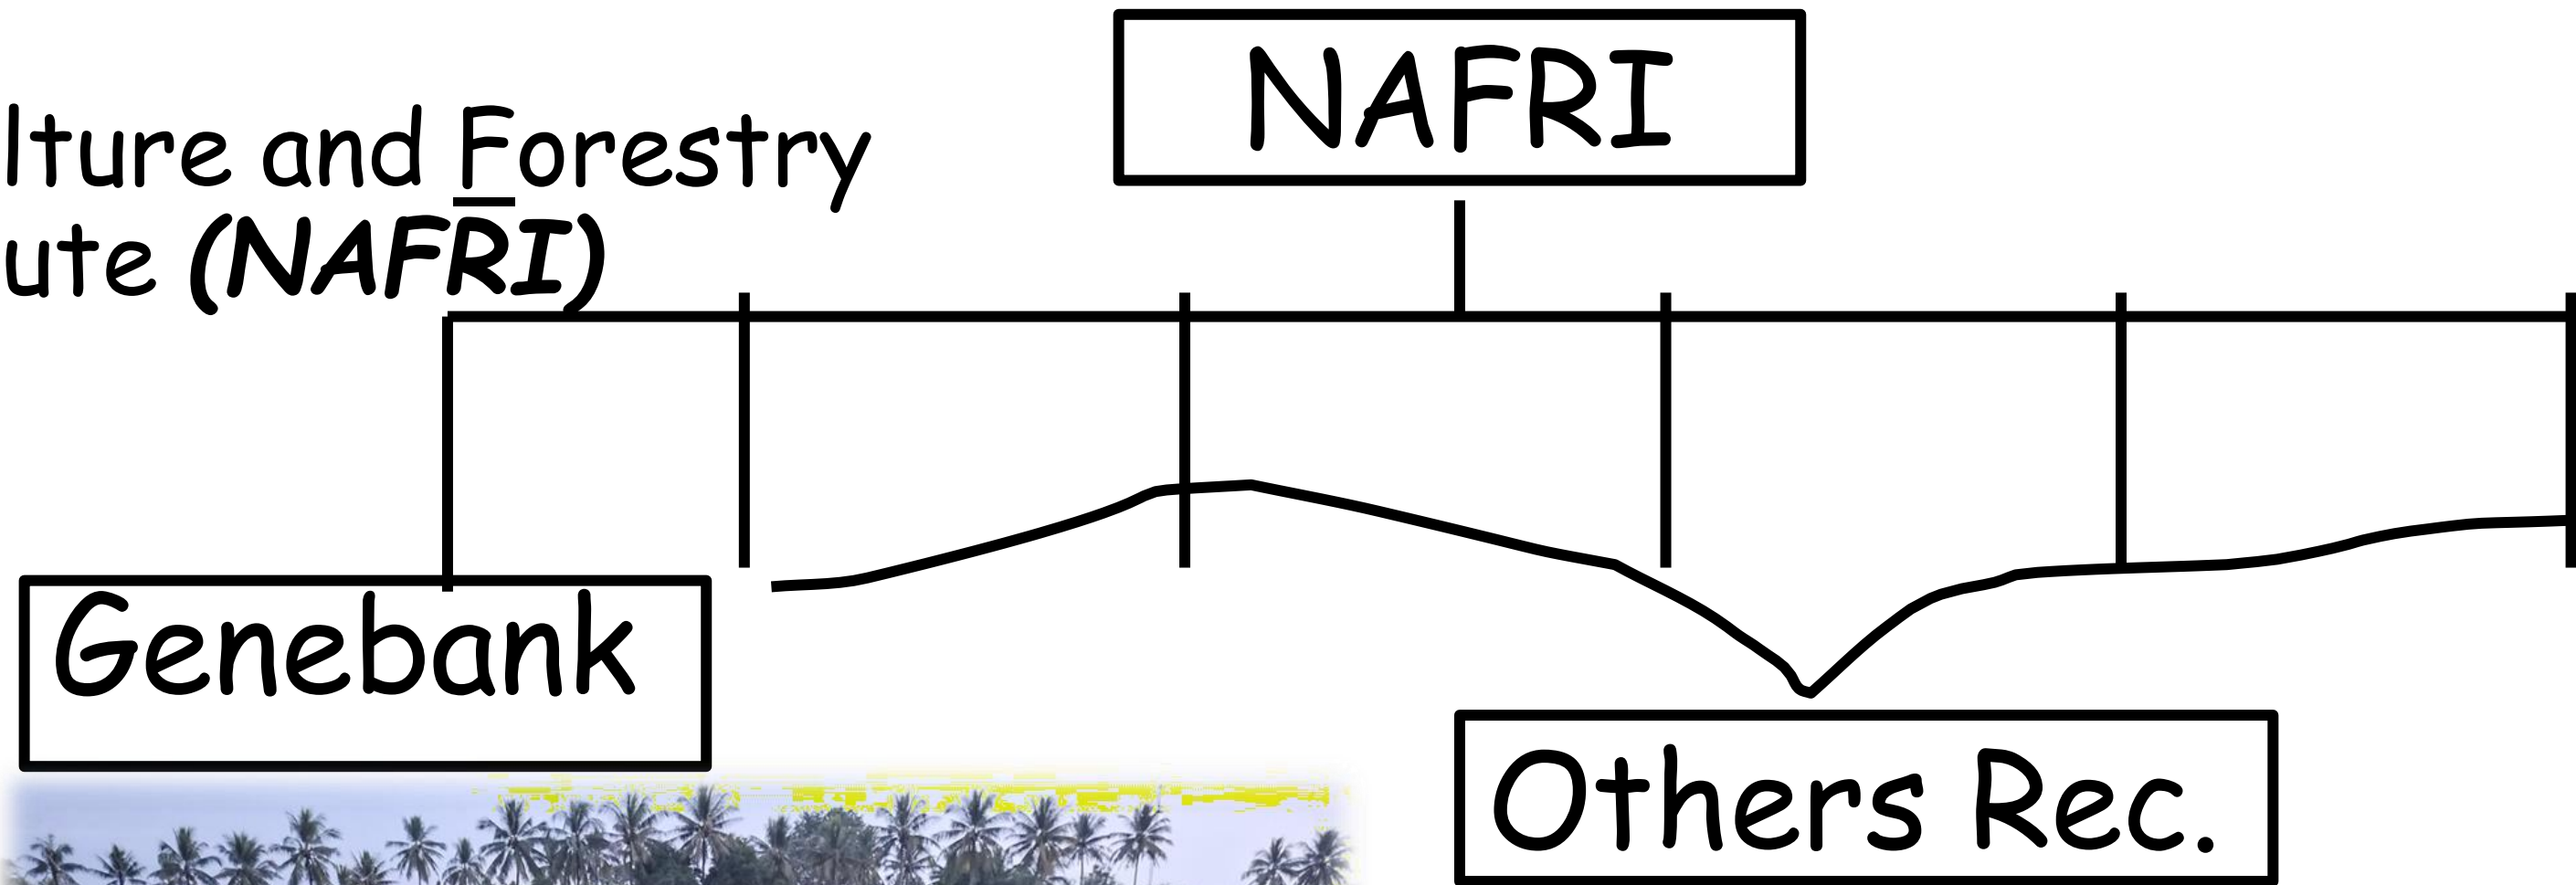 NAFRI
lture and Forestry
ute (NAFRI)
Genebank
Others Rec.